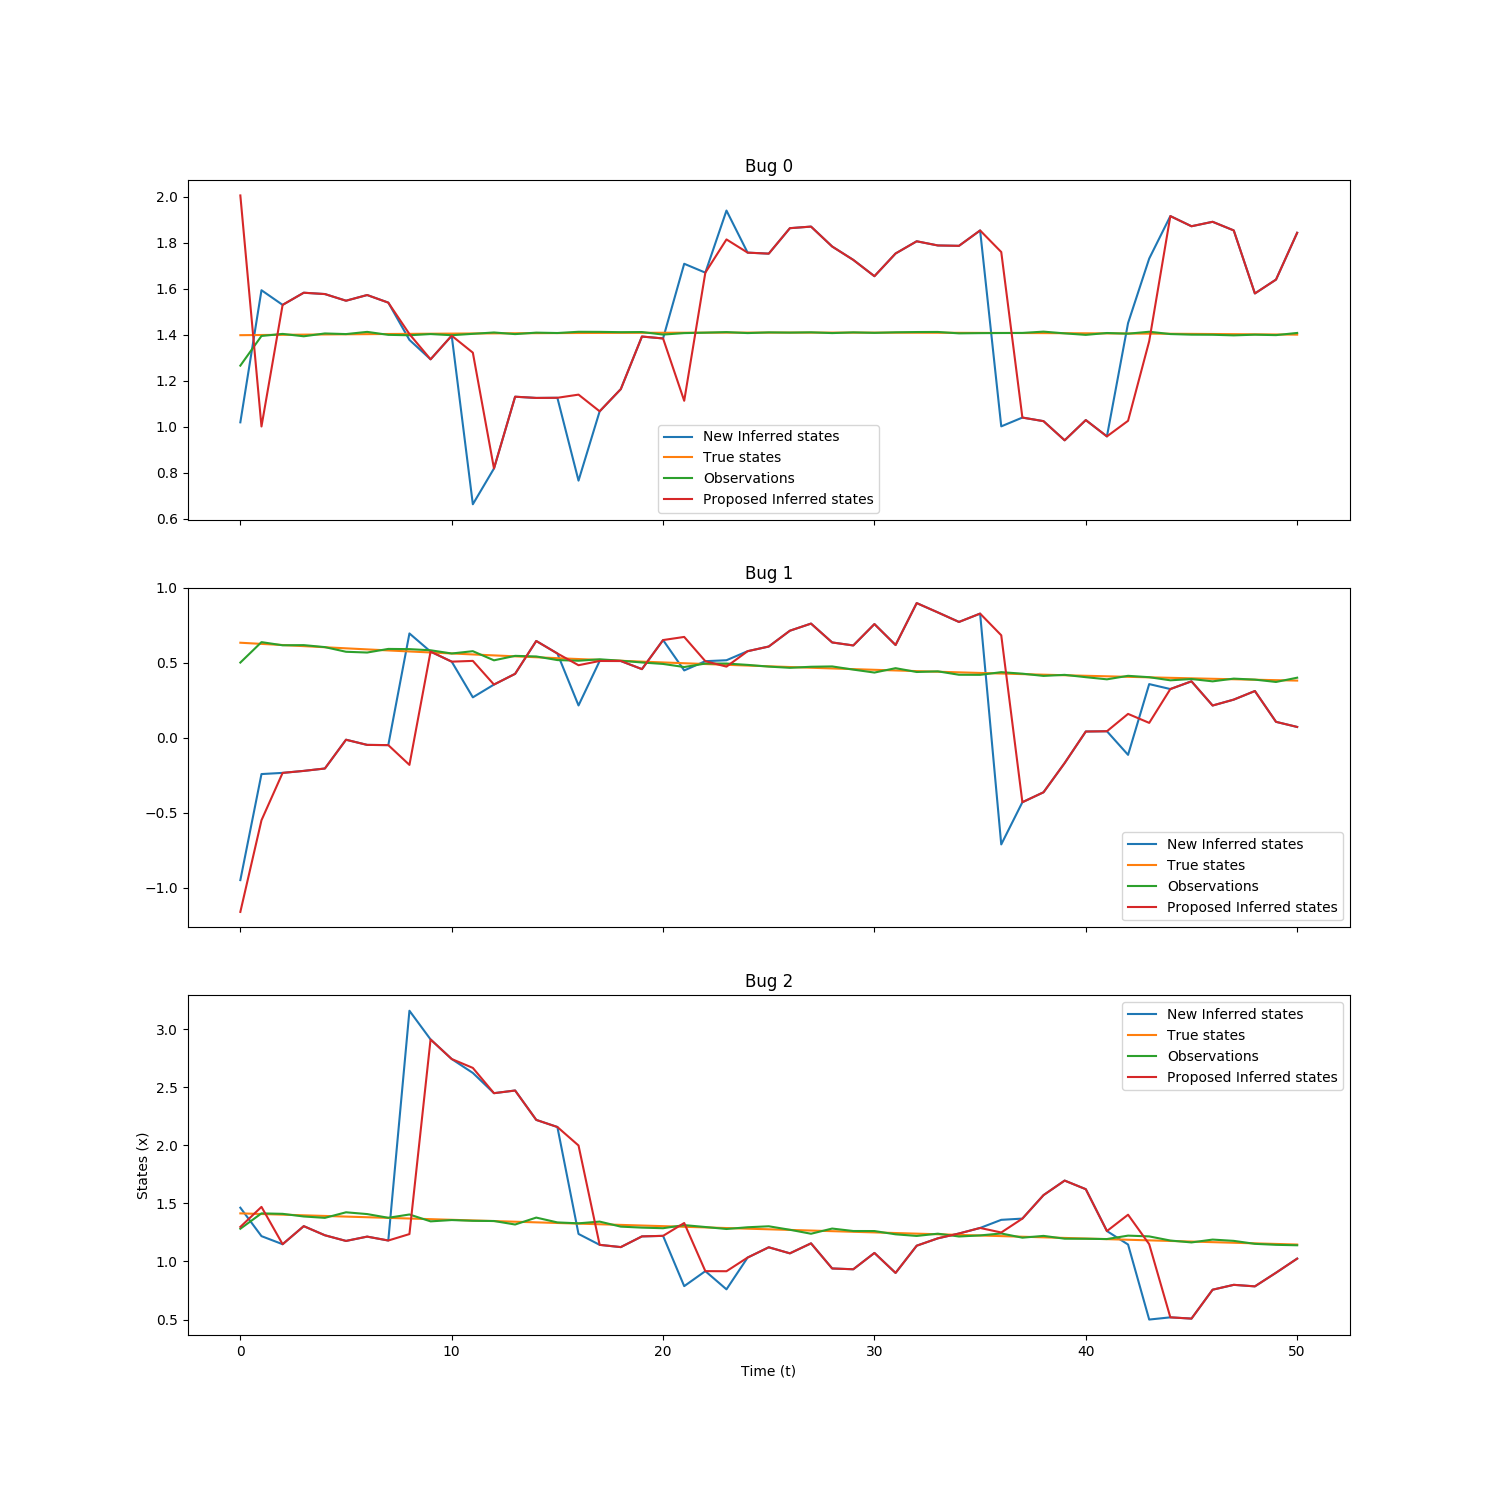 Bug 0
2.0
1.8
1.6
1.4
1.2
1.0
0.8
0.6
New Inferred states
True states
Observations
Proposed Inferred states
Bug 1
1.0
0.5
0.0
−0.5
−1.0
New Inferred states
True states
Observations
Proposed Inferred states
Bug 2
3.0
2.5
2.0
1.5
1.0
0.5
States (x)
New Inferred states
True states
Observations
Proposed Inferred states
0 10 20 30 40 50
Time (t)